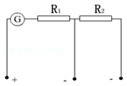 G R₁ R₂
+ - -